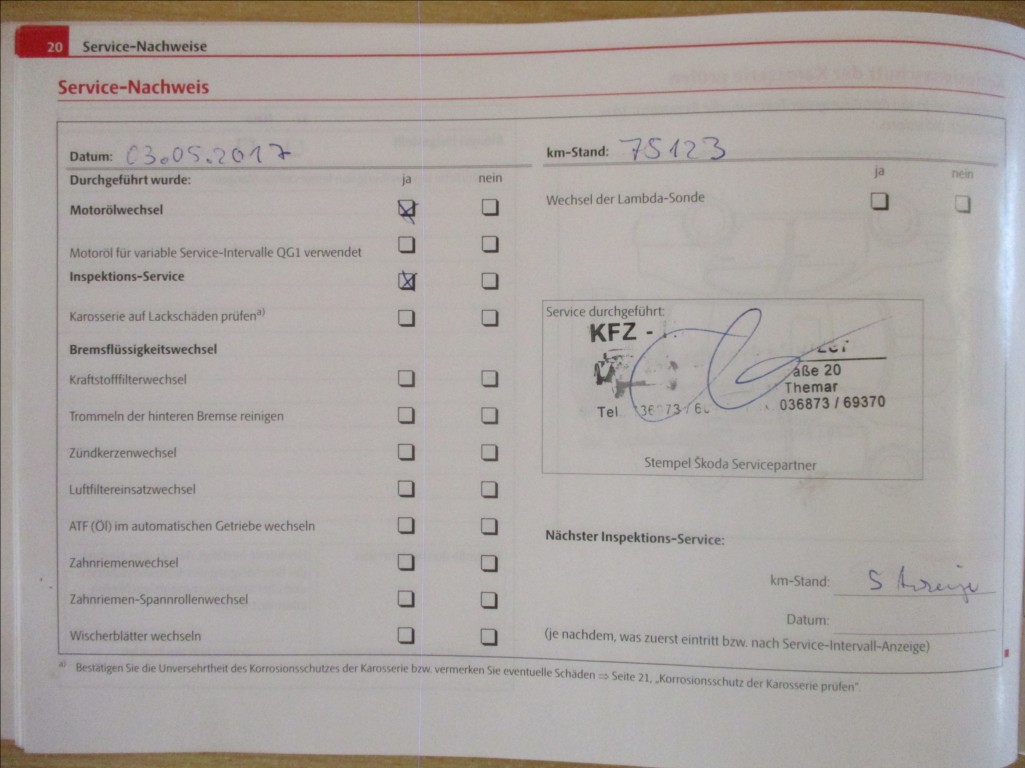 20 Service-Nachweise
Service-Nachweis
Datum: 03.05.2017
km-Stand: 75123
Durchgeführt wurde: ja nein
Motorölwechsel
Motoröl für variable Service-Intervalle QG1 verwendet
Inspektions-Service
Karosserie auf Lackschäden prüfen a)
Bremsflüssigkeitswechsel
Kraftstofffilterwechsel
Trommeln der hinteren Bremse reinigen
Zündkerzenwechsel
Luftfiltereinsatzwechsel
ATF (Öl) im automatischen Getriebe wechseln
Zahnriemenwechsel
Zahnriemen-Spannrollenwechsel
Wischerblätter wechseln
ja nein
Wechsel der Lambda-Sonde
Service durchgeführt:
KFZ -
aße 20
Themar
Tel 036873 / 69370
Stempel Škoda Servicepartner
Nächster Inspektions-Service:
km-Stand: S
Datum:
(je nachdem, was zuerst eintritt bzw. nach Service-Intervall-Anzeige)
a) Bestätigen Sie die Unversehrtheit des Korrosionsschutzes der Karosserie bzw. vermerken Sie eventuelle Schäden ⇒ Seite 21, „Korrosionsschutz der Karosserie prüfen".